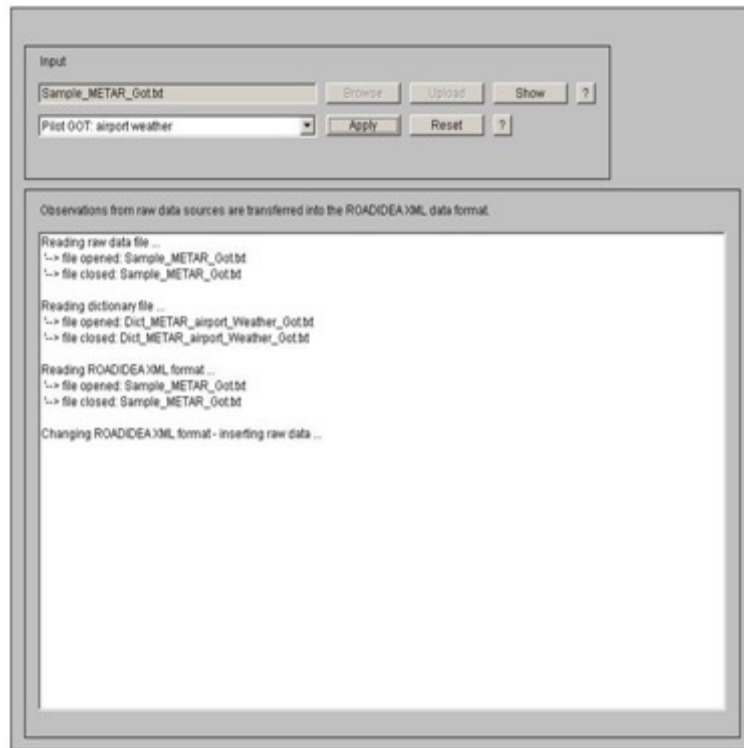 Input
Sample_METAR_Got.txt Browse Upload Show ?
Pilot GOT: airport weather Apply Reset ?
Observations from raw data sources are transferred into the ROADIDEA XML data format.
Reading raw data file ...
'--> file opened: Sample_METAR_Got.txt
'--> file closed: Sample_METAR_Got.txt
Reading dictionary file ...
'--> file opened: Dict_METAR_airport_Weather_Got.txt
'--> file closed: Dict_METAR_airport_Weather_Got.txt
Reading ROADIDEA XML format ...
'--> file opened: Sample_METAR_Got.txt
'--> file closed: Sample_METAR_Got.txt
Changing ROADIDEA XML format - inserting raw data ...